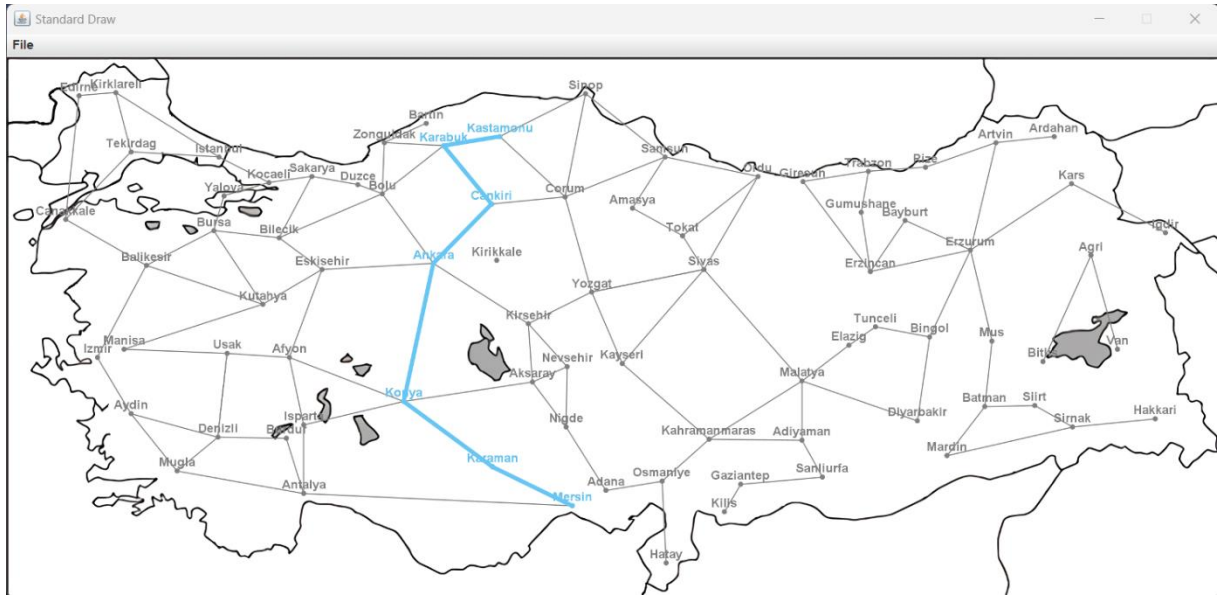 Standard Draw
File
Edirne
Kirklareli
Sinop
Bartin
Zonguldak
Karabuk
Kastamonu
Artvin
Ardahan
Tekirdag
Istanbul
Samsun
Ordu
Giresun
Trabzon
Rize
Kars
Kocaeli
Sakarya
Duzce
Bolu
Yalova
Cankiri
Corum
Amasya
Gumushane
Bayburt
Canakkale
Bursa
Bilecik
Tokat
Igdir
Balikesir
Eskisehir
Ankara
Kirikkale
Sivas
Erzincan
Erzurum
Agri
Kutahya
Yozgat
Kirsehir
Tunceli
Elazig
Bingol
Mus
Van
Izmir
Manisa
Usak
Afyon
Nevsehir
Kayseri
Aksaray
Malatya
Bitlis
Konya
Batman
Siirt
Sirnak
Hakkari
Aydin
Denizli
Burdur
Isparta
Nigde
Kahramanmaras
Adiyaman
Diyarbakir
Mardin
Mugla
Antalya
Karaman
Mersin
Adana
Osmaniye
Gaziantep
Sanliurfa
Kilis
Hatay